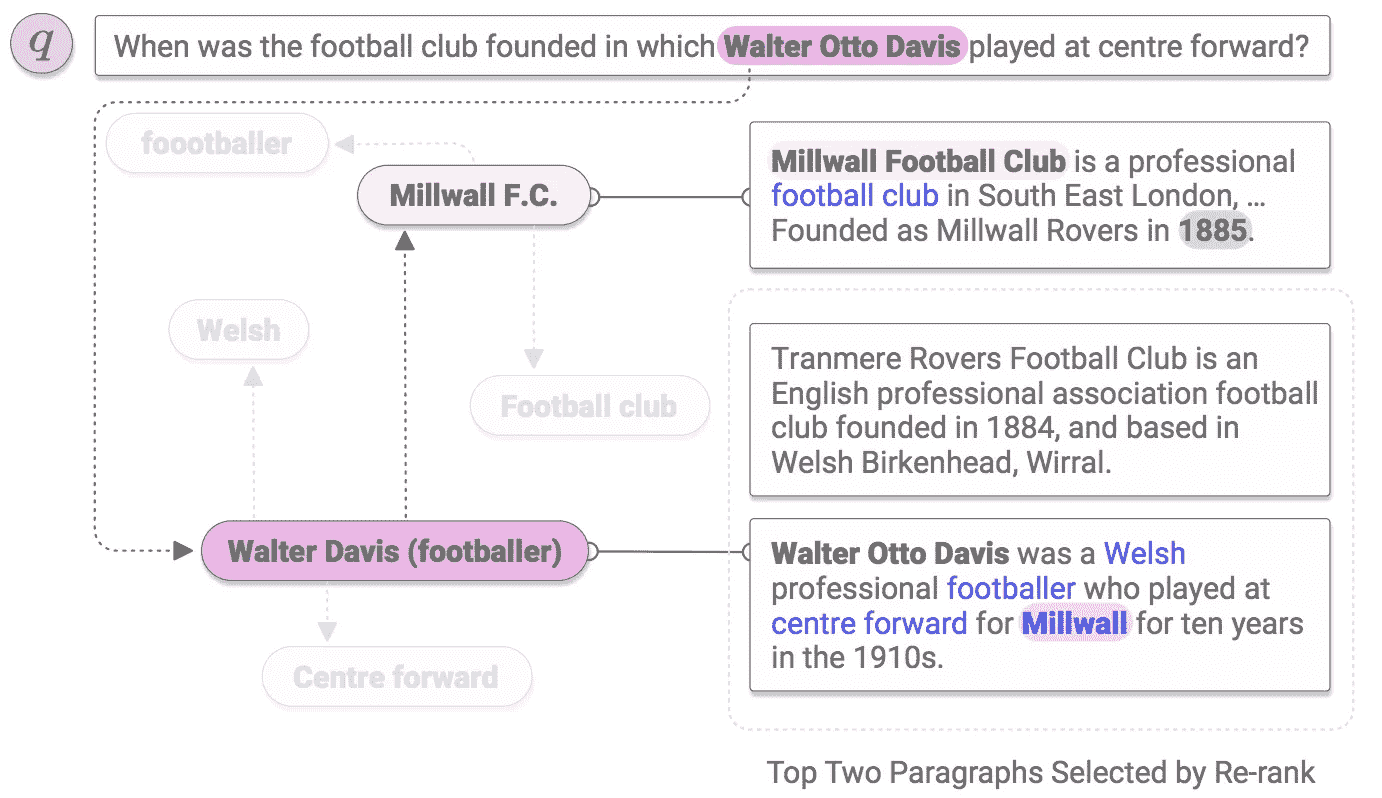 q When was the football club founded in which Walter Otto Davis played at centre forward?
foootballer
Millwall F.C.
Millwall Football Club is a professional
football club in South East London, ...
Founded as Millwall Rovers in 1885.
Welsh
Football club
Tranmere Rovers Football Club is an
English professional association football
club founded in 1884, and based in
Welsh Birkenhead, Wirral.
Walter Davis (footballer)
Walter Otto Davis was a Welsh
professional footballer who played at
centre forward for Millwall for ten years
in the 1910s.
Centre forward
Top Two Paragraphs Selected by Re-rank